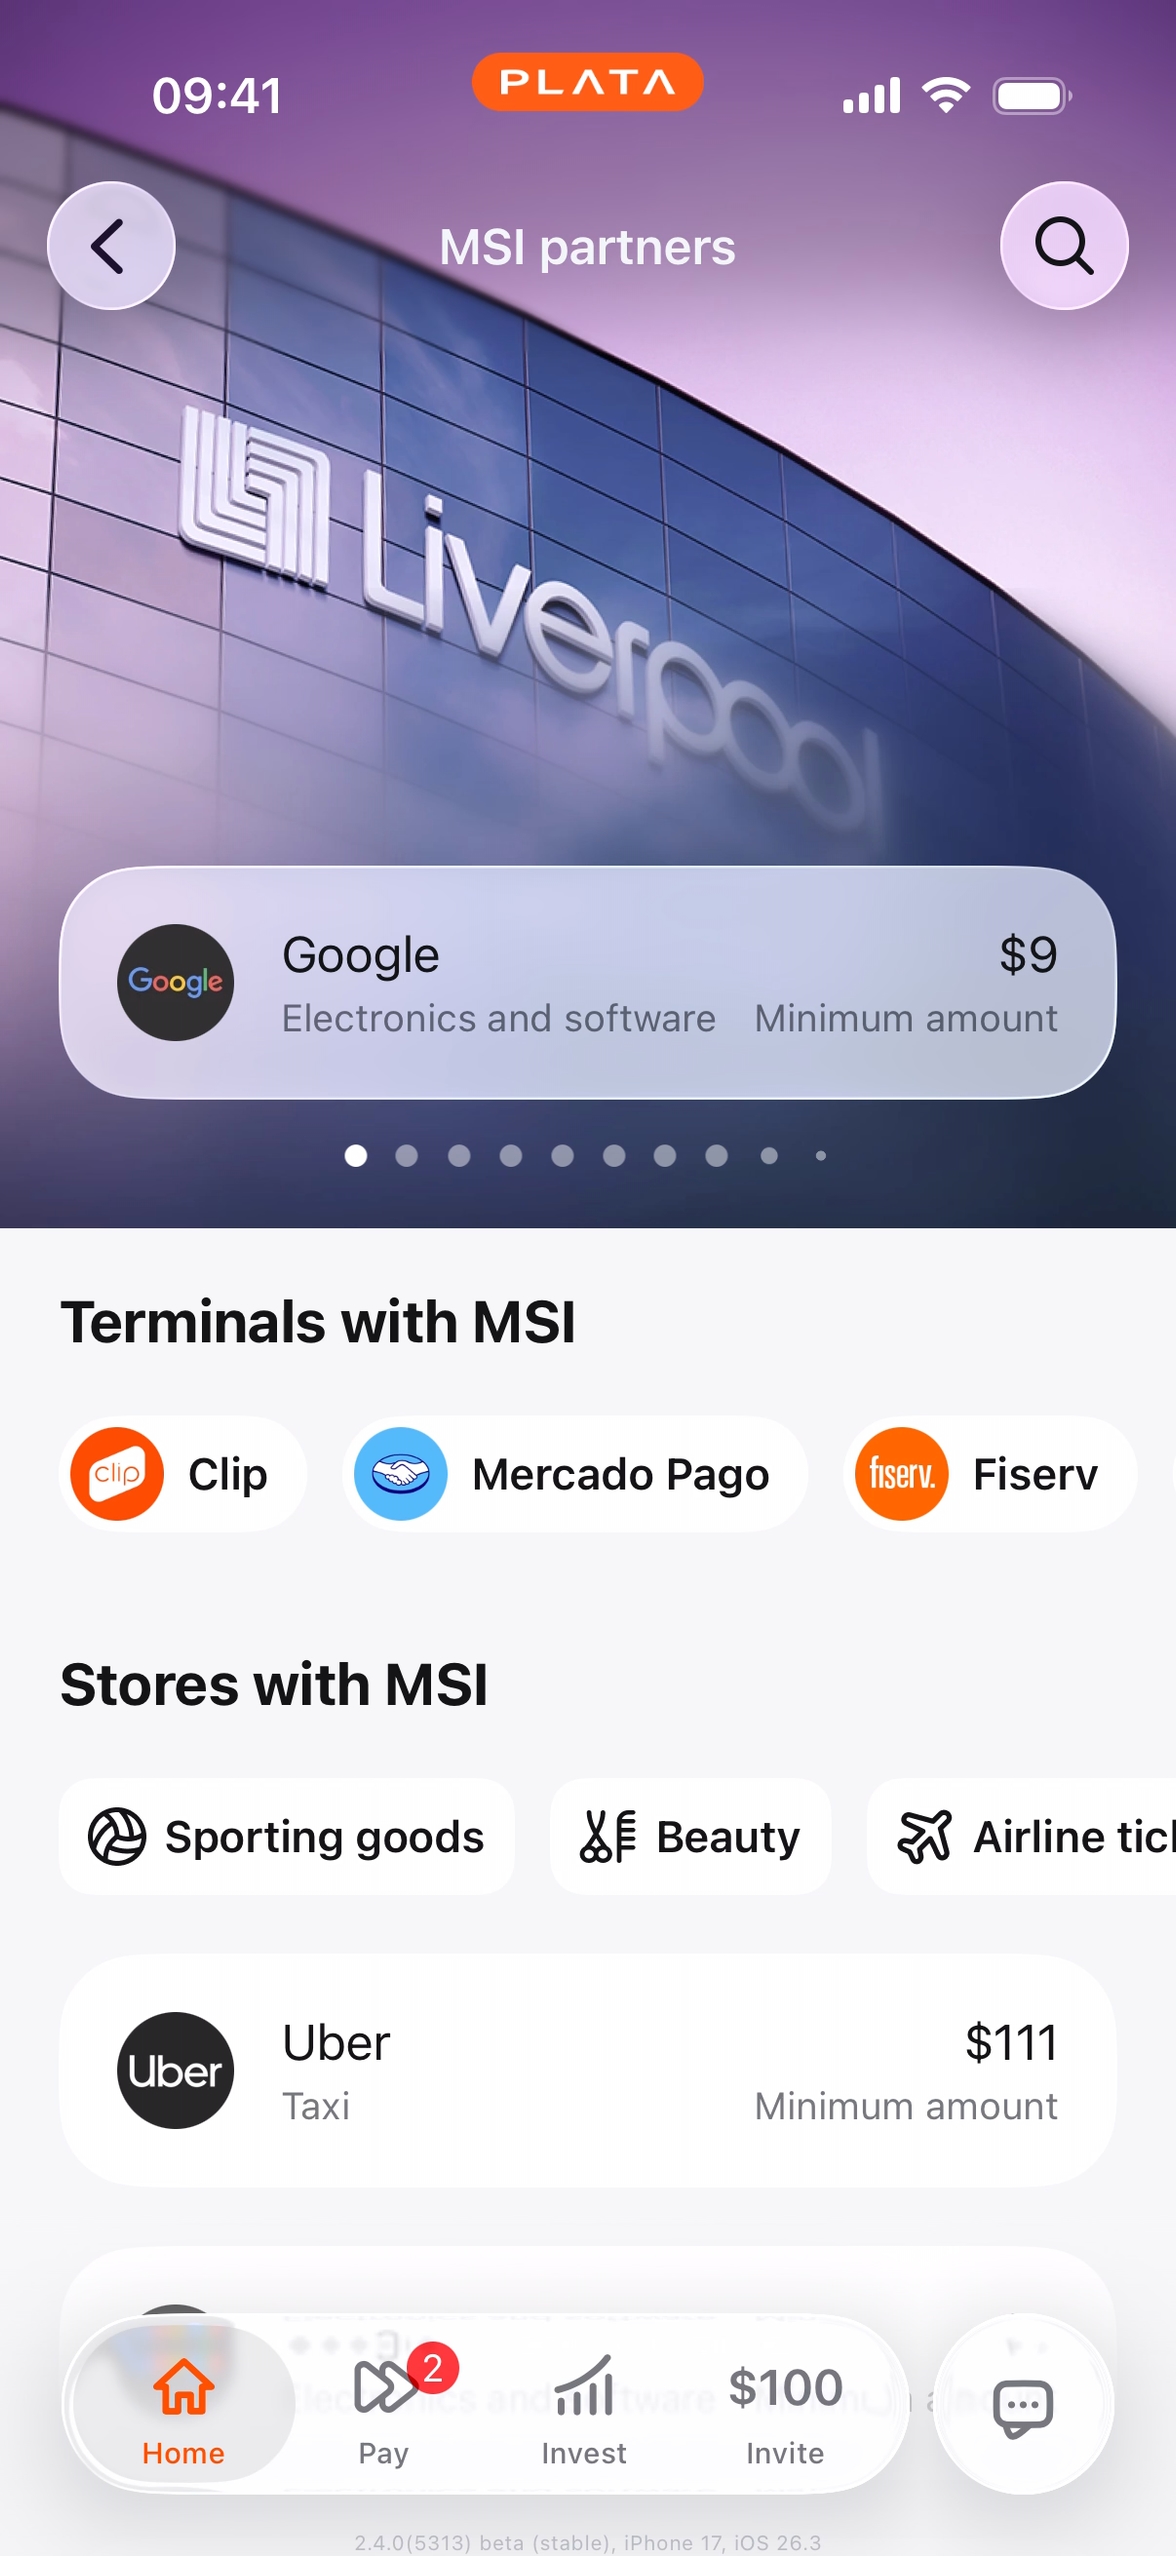 09:41
PLATA
MSI partners
Liverpool
Google
Google
$9
Electronics and software
Minimum amount
Terminals with MSI
clip
Clip
Mercado Pago
fiserv.
Fiserv
Stores with MSI
Sporting goods
Beauty
Airline tick
Uber
Uber
$111
Taxi
Minimum amount
2
$100
Home
Pay
Invest
Invite
2.4.0(5313) beta (stable), iPhone 17, iOS 26.3